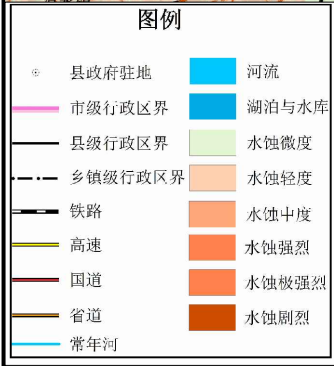 图例
县政府驻地
市级行政区界
县级行政区界
乡镇级行政区界
铁路
高速
国道
省道
常年河
河流
湖泊与水库
水蚀微度
水蚀轻度
水蚀中度
水蚀强烈
水蚀极强烈
水蚀剧烈